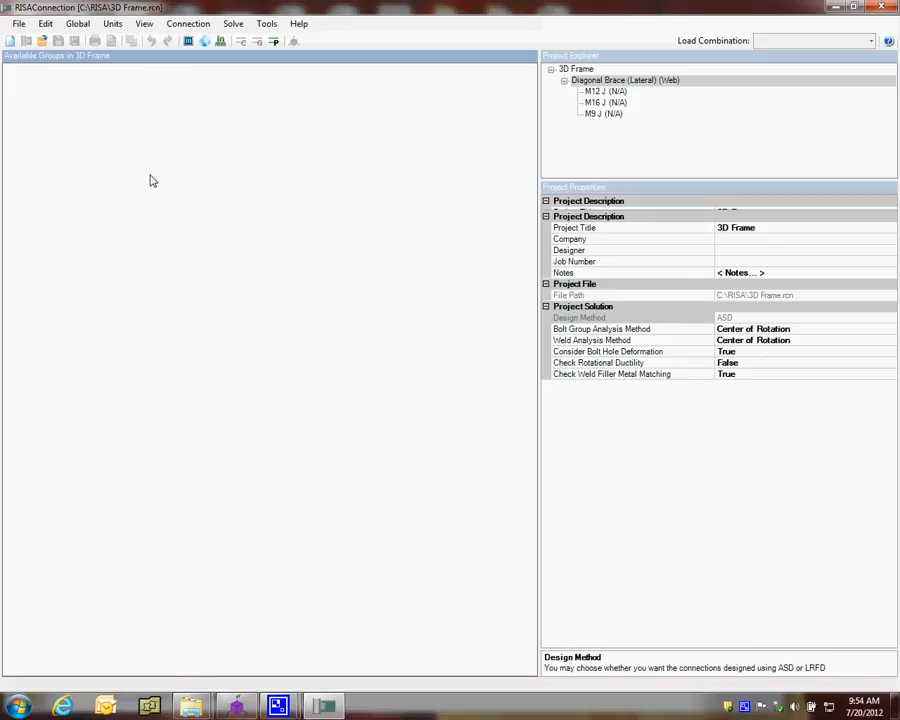 RISAConnection [C:\RISA\3D Frame.rcn]
File Edit Global Units View Connection Solve Tools Help
Load Combination:
Available Groups in 3D Frame
Project Explorer
3D Frame
Diagonal Brace (Lateral) (Web)
M12 J (N/A)
M16 J (N/A)
M9 J (N/A)
Project Properties
Project Description
Project Description
Project Title 3D Frame
Company
Designer
Job Number
Notes < Notes... >
Project File
File Path C:\RISA\3D Frame.rcn
Project Solution
Design Method ASD
Bolt Group Analysis Method Center of Rotation
Weld Analysis Method Center of Rotation
Consider Bolt Hole Deformation True
Check Rotational Ductility False
Check Weld Filler Metal Matching True
Design Method
You may choose whether you want the connections designed using ASD or LRFD
9:54 AM
7/20/2012